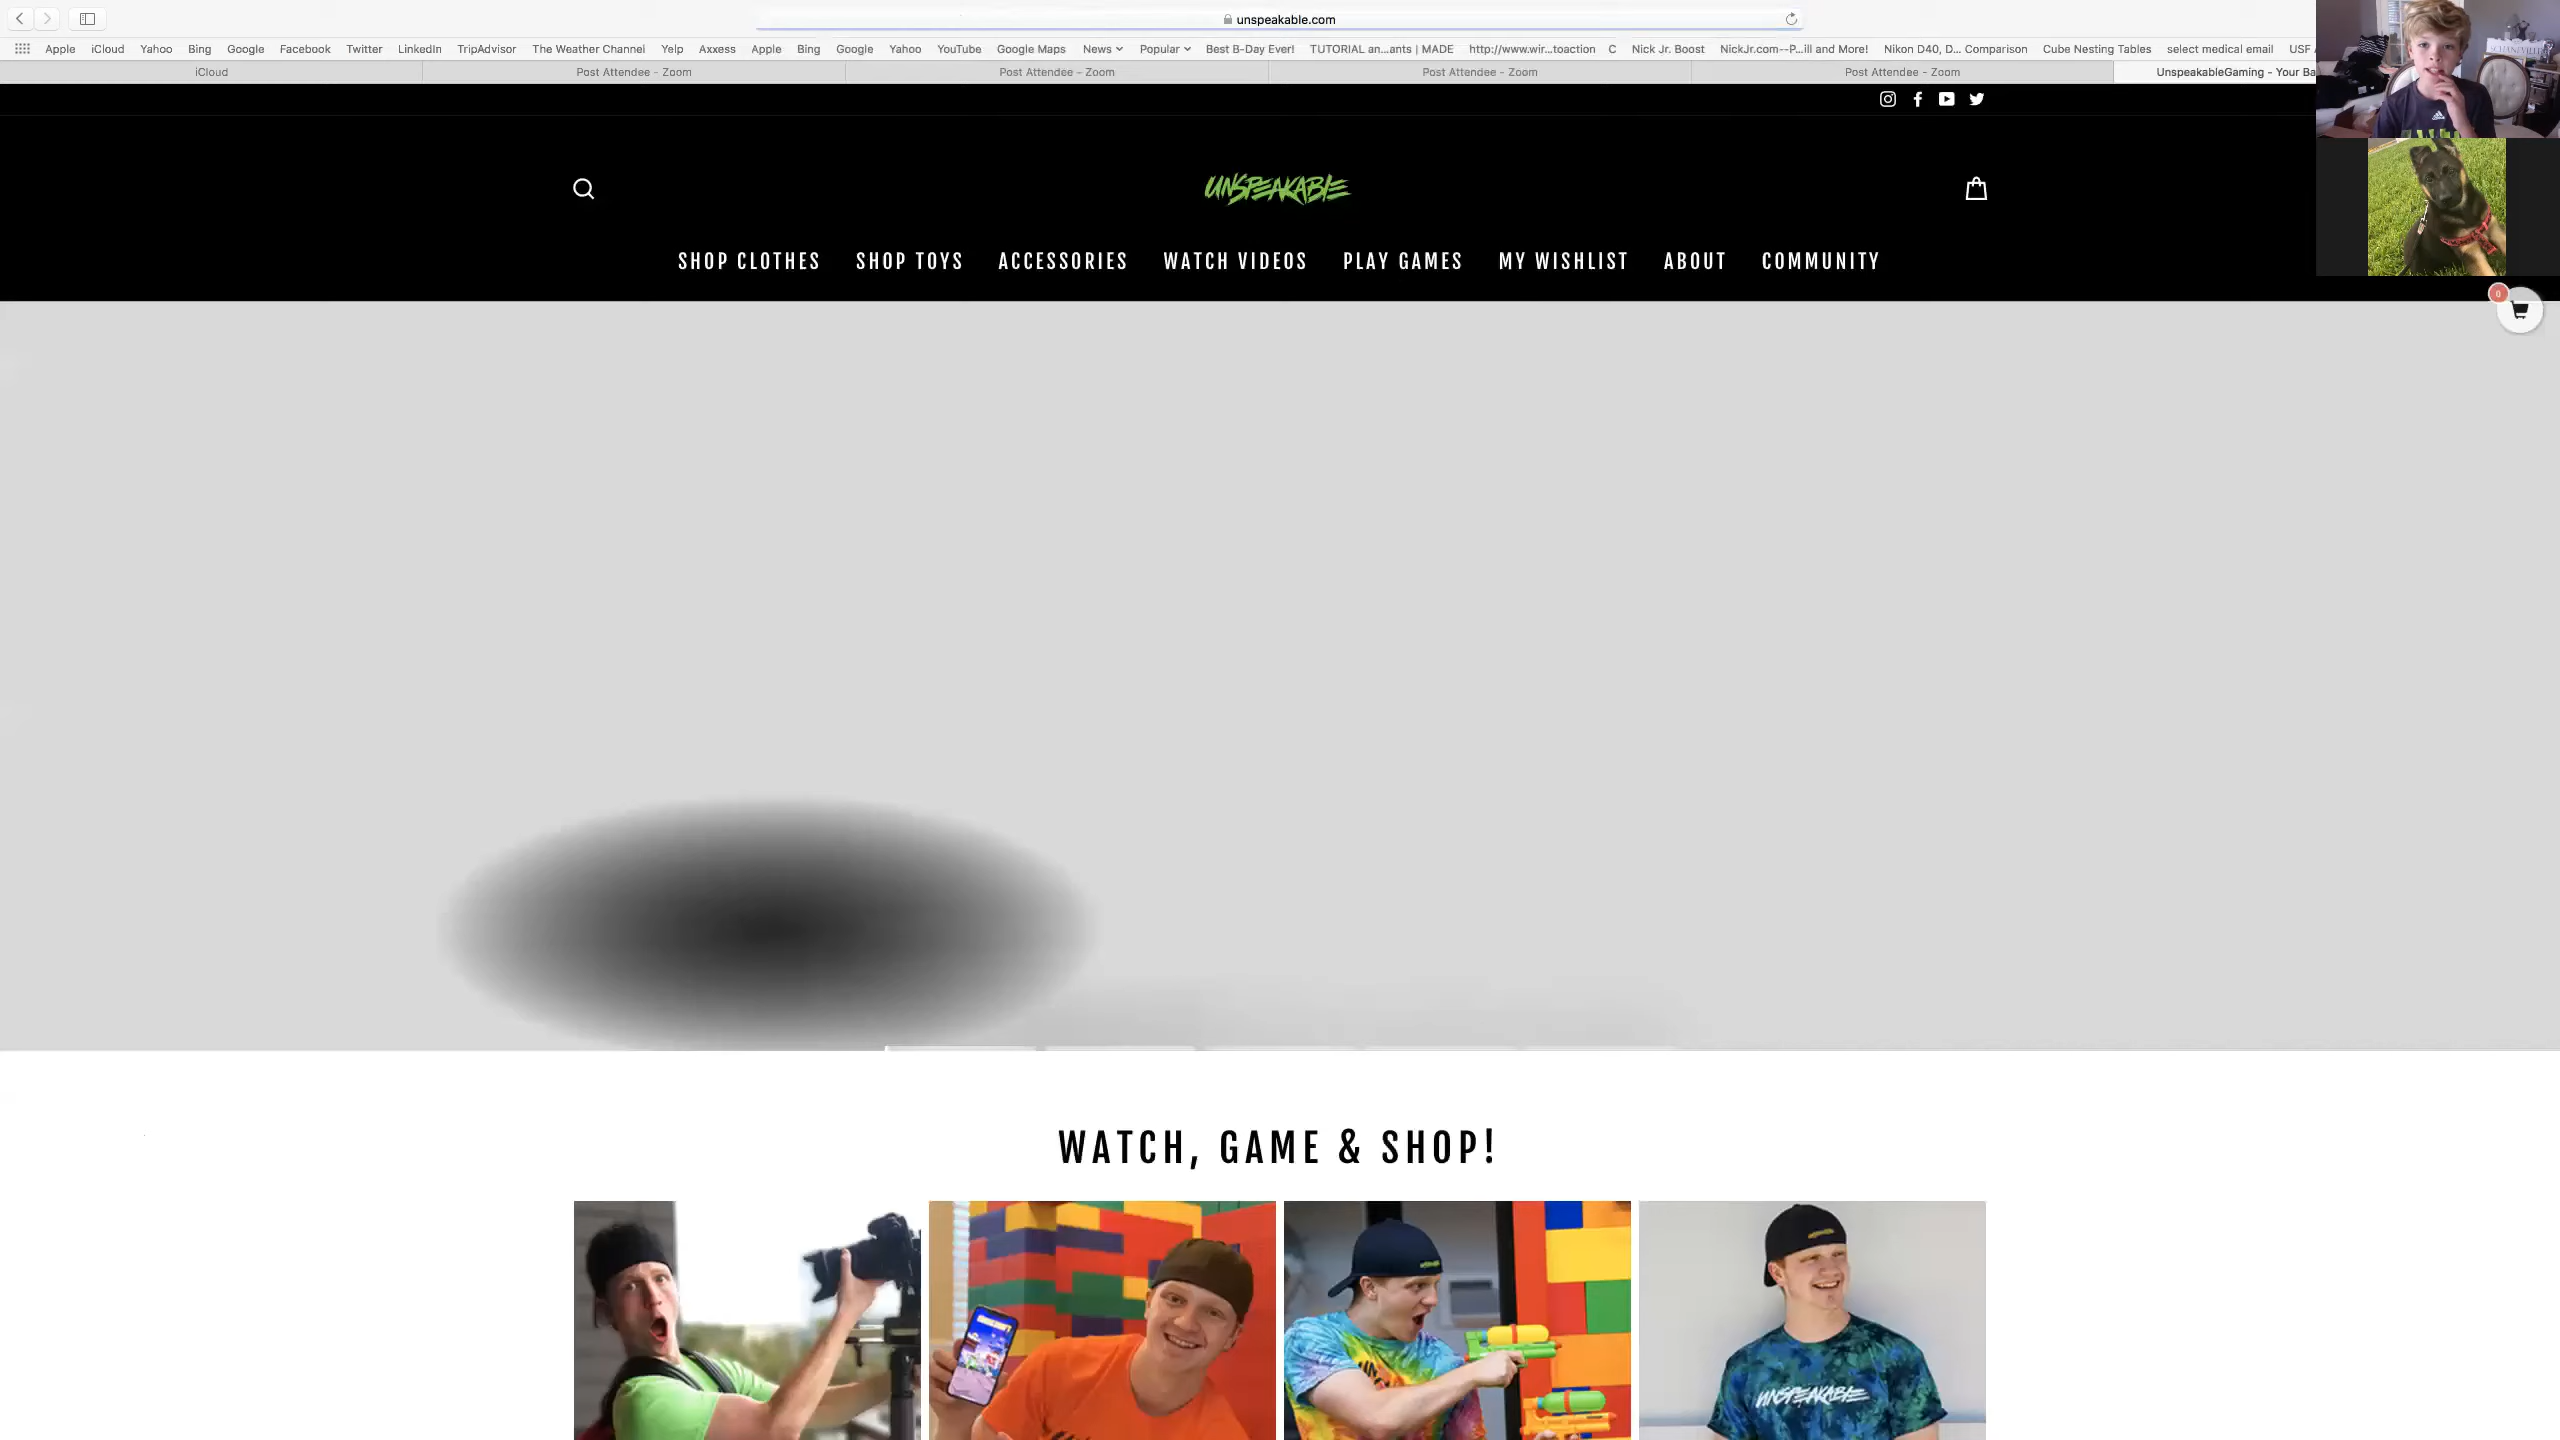 unspeakable.com
Apple iCloud Yahoo Bing Google Facebook Twitter LinkedIn TripAdvisor The Weather Channel Yelp Axxess Apple Bing Google Yahoo YouTube Google Maps News Popular Best B-Day Ever! TUTORIAL an...ants | MADE http://www.wir...toaction C Nick Jr. Boost NickJr.com--P...ill and More! Nikon D40, D... Comparison Cube Nesting Tables select medical email USF
iCloud Post Attendee - Zoom Post Attendee - Zoom Post Attendee - Zoom Post Attendee - Zoom UnspeakableGaming - Your Ba
UNSPEAKABLE
SHOP CLOTHES SHOP TOYS ACCESSORIES WATCH VIDEOS PLAY GAMES MY WISHLIST ABOUT COMMUNITY
0
WATCH, GAME & SHOP!
UNSPEAKABLE